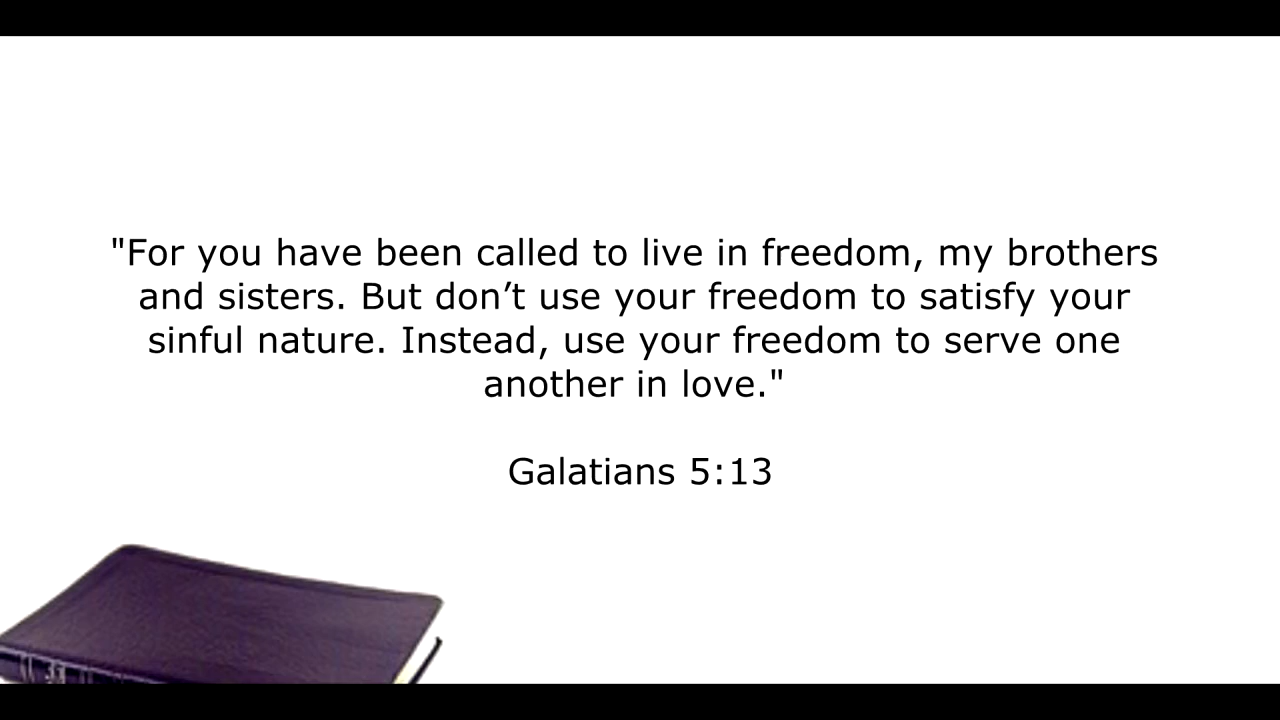 "For you have been called to live in freedom, my brothers
and sisters. But don’t use your freedom to satisfy your
sinful nature. Instead, use your freedom to serve one
another in love."
Galatians 5:13